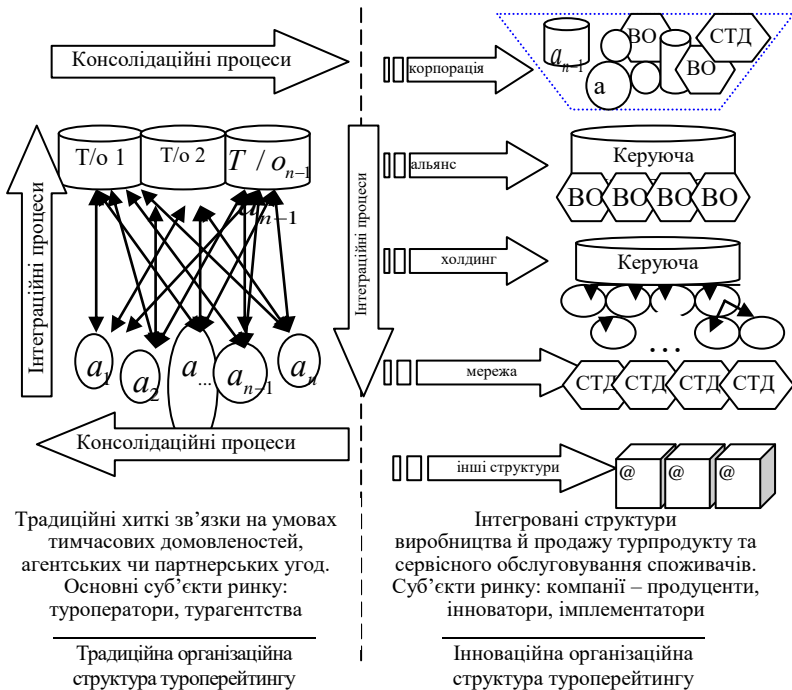 Консолідаційні процеси
Інтеграційні процеси
Т/о 1
Т/о 2
T / o n−1
a n−1
a 1
a 2
a ...
a n−1
a n
Консолідаційні процеси
Традиційні хиткі зв’язки на умовах
тимчасових домовленостей,
агентських чи партнерських угод.
Основні суб’єкти ринку:
туроператори, турагентства
Традиційна організаційна
структура туроперейтингу
Інтеграційні процеси
корпорація
a n−1
а
ВО
ВО
СТД
альянс
Керуюча
ВО
ВО
ВО
ВО
холдинг
Керуюча
...
мережа
СТД
СТД
СТД
СТД
інші структури
@
@
@
Інтегровані структури
виробництва й продажу турпродукту та
сервісного обслуговування споживачів.
Суб’єкти ринку: компанії – продуценти,
інноватори, імплементатори
Інноваційна організаційна
структура туроперейтингу